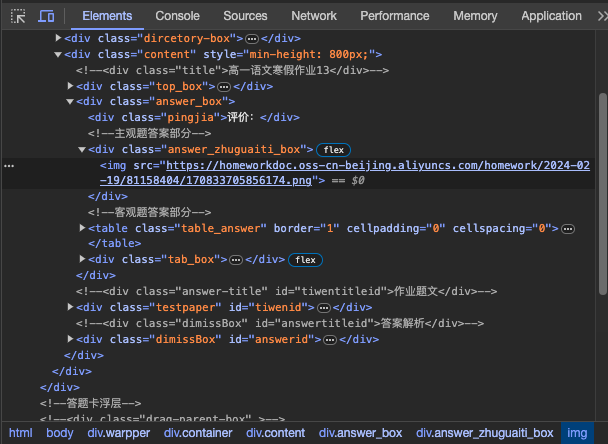 Elements Console Sources Network Performance Memory Application
<div class="dircetory-box"> </div>
<div class="content" style="min-height: 800px;">
<!--<div class="title">高一语文寒假作业13</div>-->
<div class="top_box"> </div>
<div class="answer_box">
<div class="pingjia">评价: </div>
<!--主观题答案部分-->
<div class="answer_zhuguaiti_box"> flex
<img src="https://homeworkdoc.oss-cn-beijing.aliyuncs.com/homework/2024-02-
19/81158404/170833705856174.png"> == $0
</div>
<!--客观题答案部分-->
<table class="table_answer" border="1" cellpadding="0" cellspacing="0">
</table>
<div class="tab_box"> </div> flex
</div>
<!--<div class="answer-title" id="tiwentitleid">作业题文</div>-->
<div class="testpaper" id="tiwenid"> </div>
<!--<div class="dimissBox" id="answertitleid">答案解析</div>
<div class="dimissBox" id="answerid"> </div>
</div>
</div>
</div>
<!--答题卡浮层-->
<!--<div class="drag-parent-box" >-->
html body div.warpper div.container div.content div.answer_box div.answer_zhuguaiti_box img